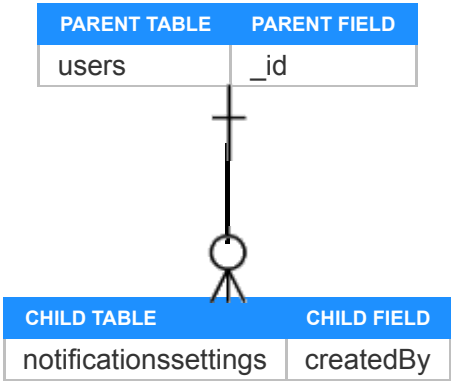 PARENT TABLE PARENT FIELD
users _id
CHILD TABLE CHILD FIELD
notificationssettings createdBy